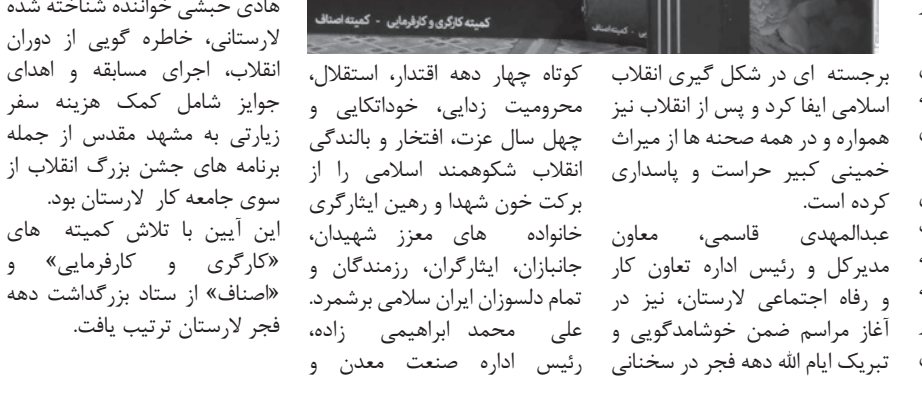 کمیته کارگری و کارفرمایی - کمیته اصناف
یی - کمیته اصناف
برجسته ای در شکل گیری انقلاب
اسلامی ایفا کرد و پس از انقلاب نیز
همواره و در همه صحنه ها از میراث
خمینی کبیر حراست و پاسداری
کرده است.
عبدالمهدی قاسمی، معاون
مدیرکل و رئیس اداره تعاون کار
و رفاه اجتماعی لارستان، نیز در
آغاز مراسم ضمن خوشامدگویی و
تبریک ایام الله دهه فجر در سخنانی
کوتاه چهار دهه اقتدار، استقلال،
محرومیت زدایی، خوداتکایی و
چهل سال عزت، افتخار و بالندگی
انقلاب شکوهمند اسلامی را از
برکت خون شهدا و رهین ایثارگری
خانواده های معزز شهیدان،
جانبازان، ایثارگران، رزمندگان و
تمام دلسوزان ایران سلامی برشمرد.
علی محمد ابراهیمی زاده،
رئیس اداره صنعت معدن و
هادی حبشی خواننده شناخته شده
لارستانی، خاطره گویی از دوران
انقلاب، اجرای مسابقه و اهدای
جوایز شامل کمک هزینه سفر
زیارتی به مشهد مقدس از جمله
برنامه های جشن بزرگ انقلاب از
سوی جامعه کار لارستان بود.
این آیین با تلاش کمیته های
«کارگری و کارفرمایی» و
«اصناف» از ستاد بزرگداشت دهه
فجر لارستان ترتیب یافت.